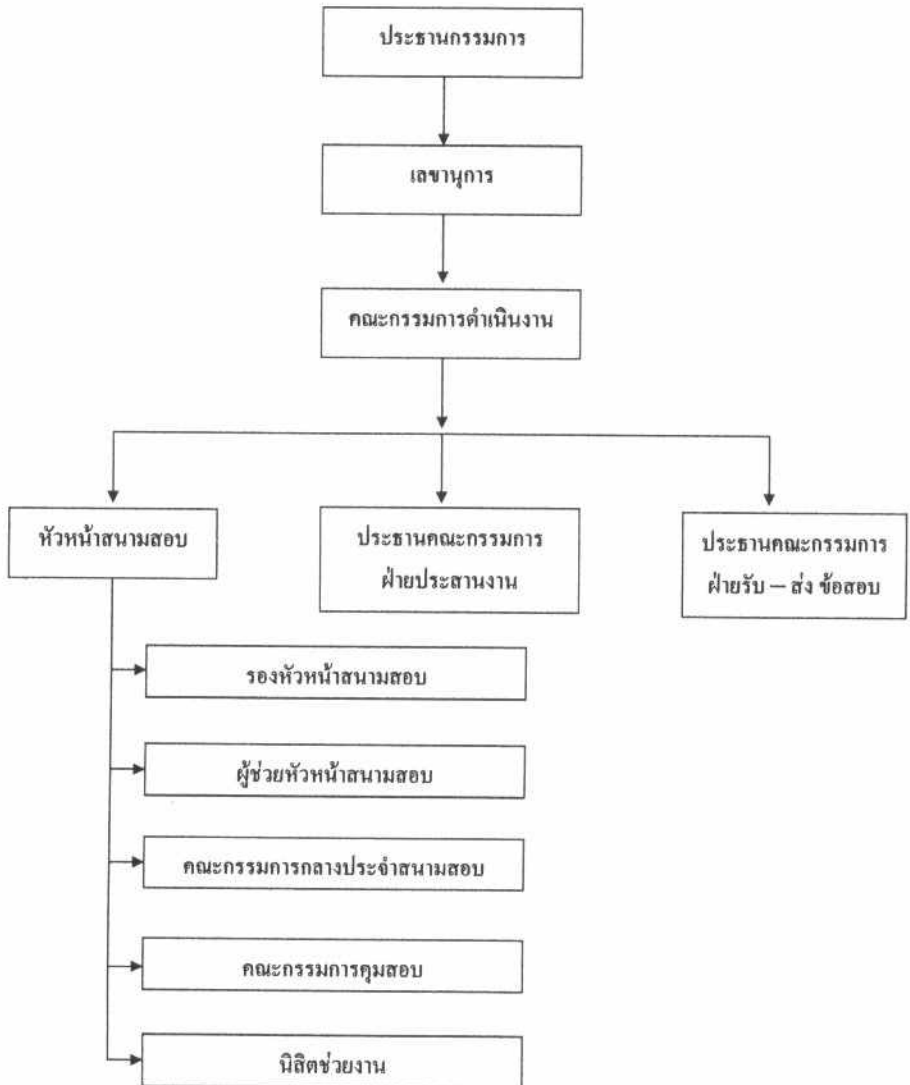 ประธานกรรมการ
เลขานุการ
คณะกรรมการดำเนินงาน
หัวหน้าสนามสอบ
ประธานคณะกรรมการ
ฝ่ายประสานงาน
ประธานคณะกรรมการ
ฝ่ายรับ – ส่ง ข้อสอบ
รองหัวหน้าสนามสอบ
ผู้ช่วยหัวหน้าสนามสอบ
คณะกรรมการกลางประจำสนามสอบ
คณะกรรมการคุมสอบ
นิสิตช่วยงาน